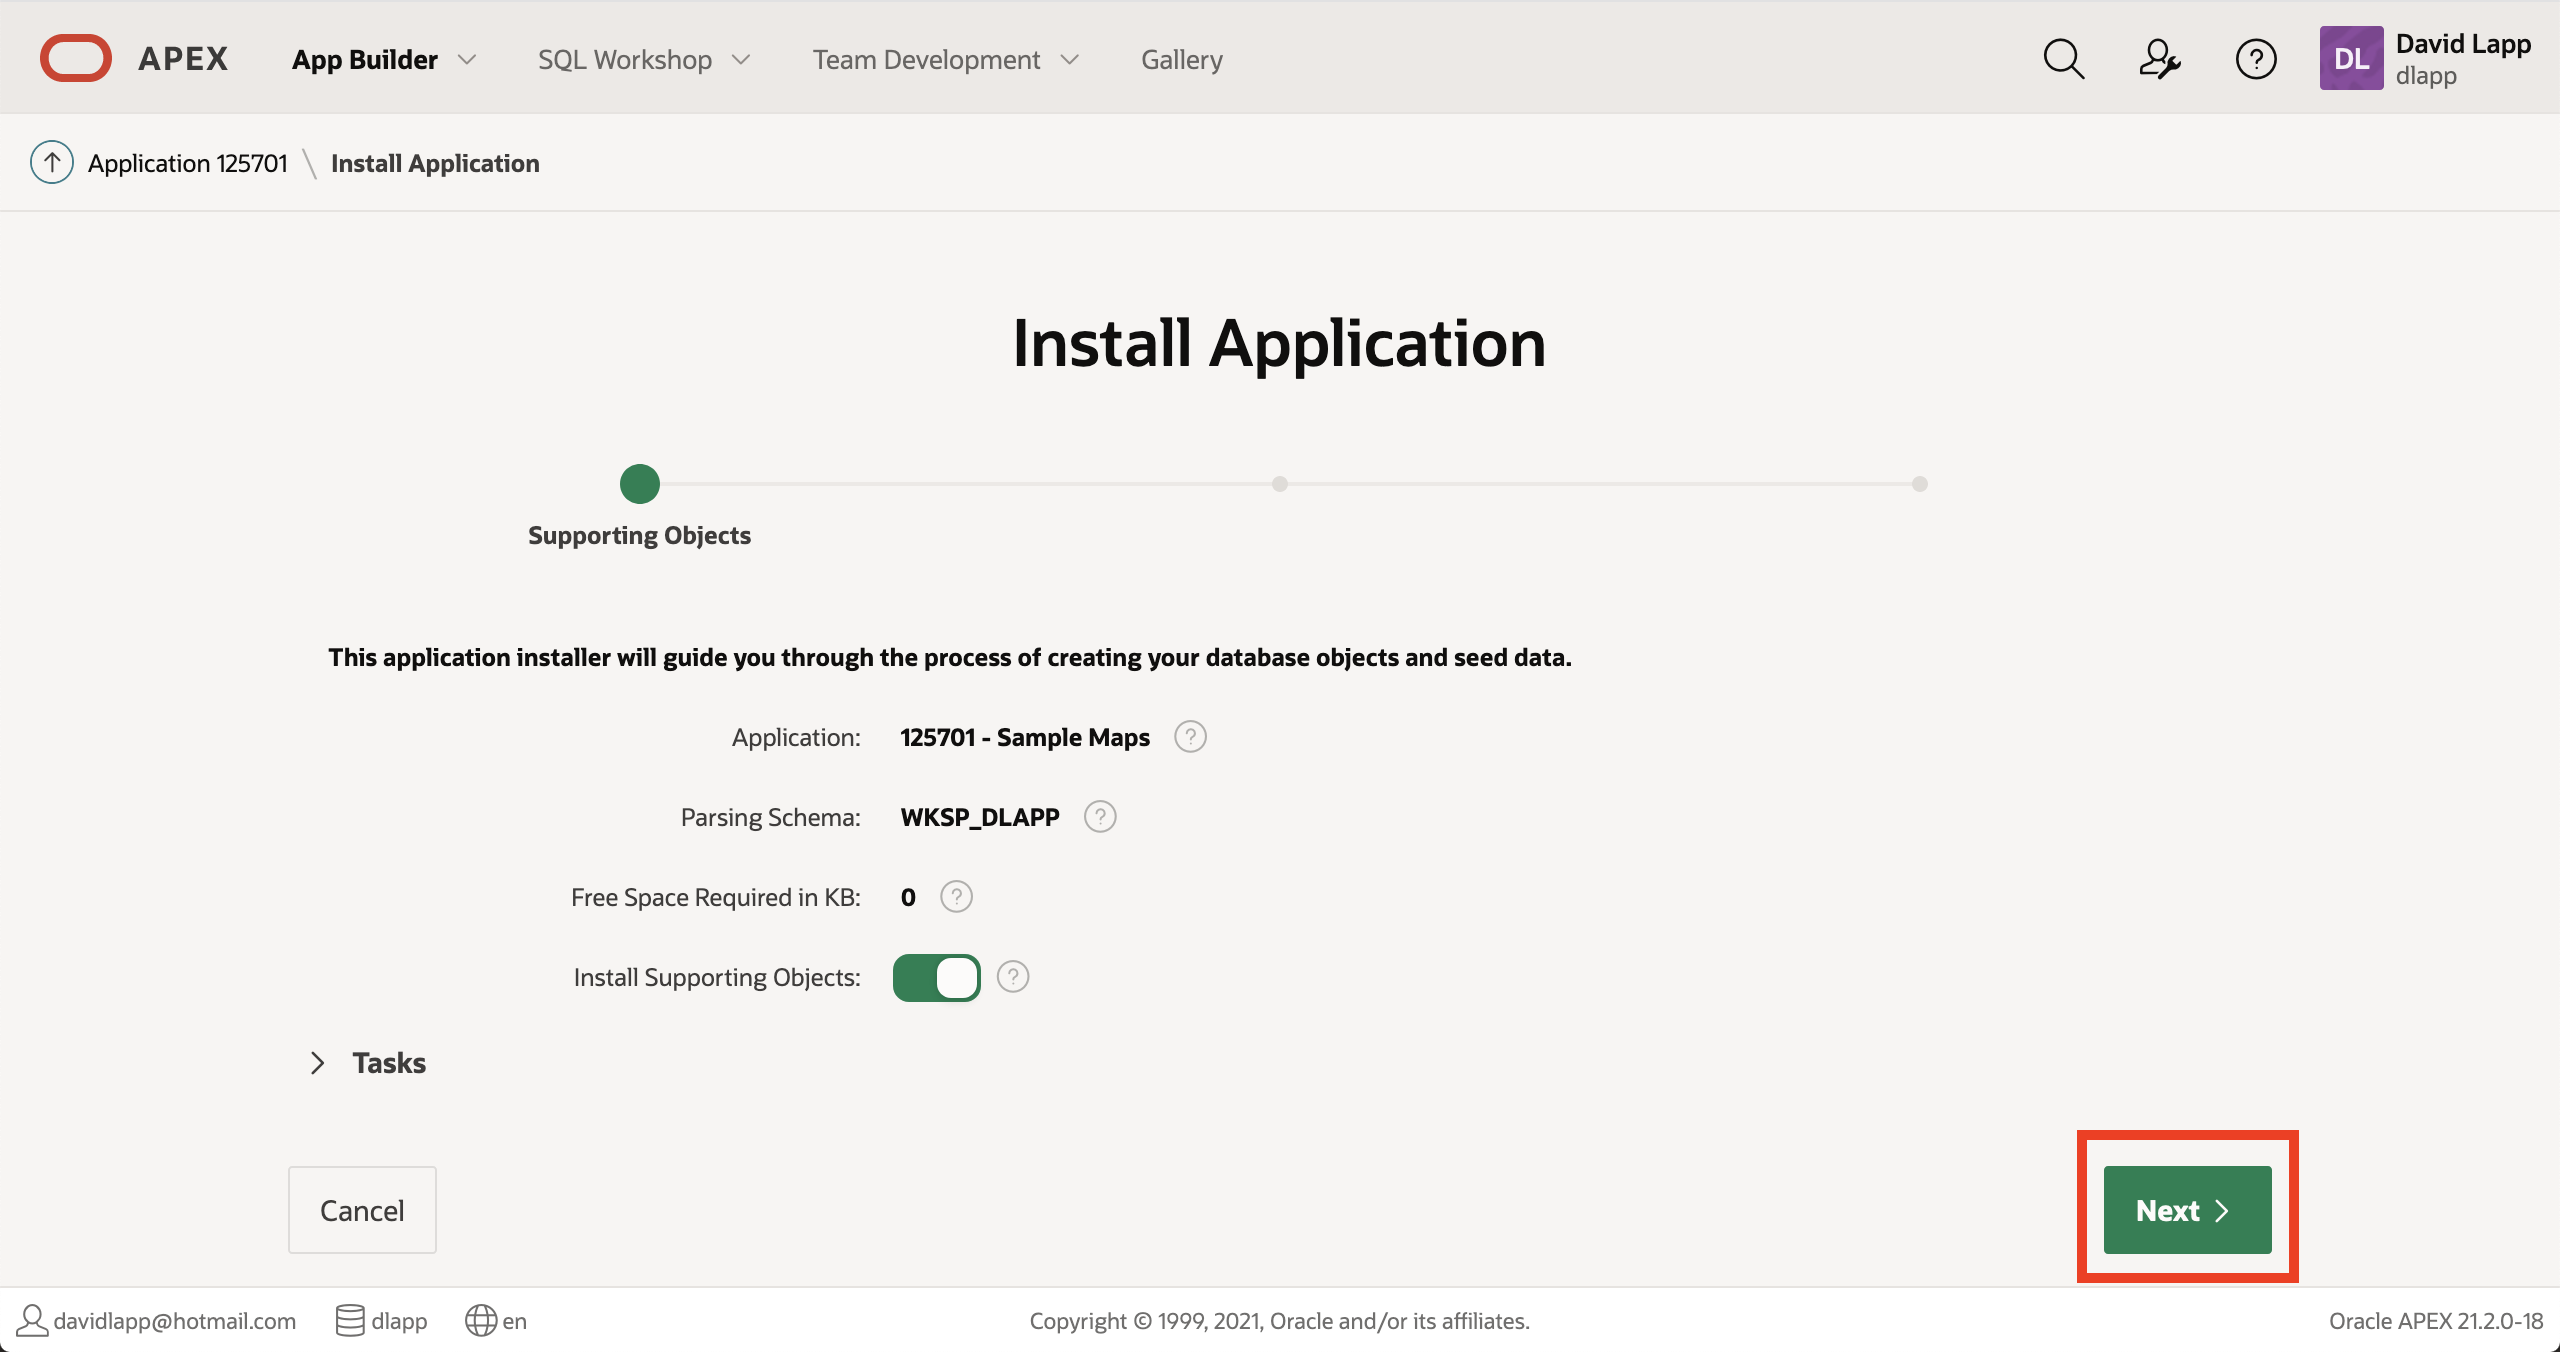 APEX App Builder SQL Workshop Team Development Gallery ? DL David Lapp
dlapp
Application 125701 \ Install Application
Install Application
Supporting Objects
This application installer will guide you through the process of creating your database objects and seed data.
Application: 125701 - Sample Maps ?
Parsing Schema: WKSP_DLAPP ?
Free Space Required in KB: 0 ?
Install Supporting Objects: ?
Tasks
Cancel Next
davidlapp@hotmail.com dlapp en Copyright © 1999, 2021, Oracle and/or its affiliates. Oracle APEX 21.2.0-18